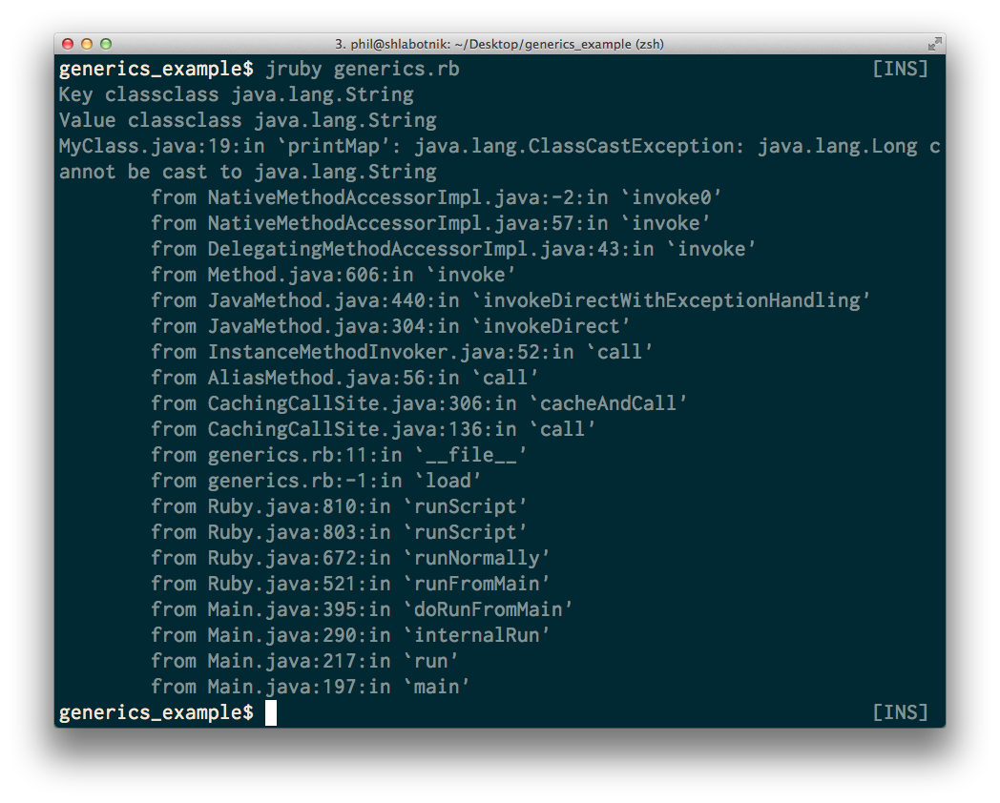 3. phil@shlabotnik: ~/Desktop/generics_example (zsh)
generics_example$ jruby generics.rb [INS]
Key classclass java.lang.String
Value classclass java.lang.String
MyClass.java:19:in `printMap': java.lang.ClassCastException: java.lang.Long c
annot be cast to java.lang.String
from NativeMethodAccessorImpl.java:-2:in `invoke0'
from NativeMethodAccessorImpl.java:57:in `invoke'
from DelegatingMethodAccessorImpl.java:43:in `invoke'
from Method.java:606:in `invoke'
from JavaMethod.java:440:in `invokeDirectWithExceptionHandling'
from JavaMethod.java:304:in `invokeDirect'
from InstanceMethodInvoker.java:52:in `call'
from AliasMethod.java:56:in `call'
from CachingCallSite.java:306:in `cacheAndCall'
from CachingCallSite.java:136:in `call'
from generics.rb:11:in `__file__'
from generics.rb:-1:in `load'
from Ruby.java:810:in `runScript'
from Ruby.java:803:in `runScript'
from Ruby.java:672:in `runNormally'
from Ruby.java:521:in `runFromMain'
from Main.java:395:in `doRunFromMain'
from Main.java:290:in `internalRun'
from Main.java:217:in `run'
from Main.java:197:in `main'
generics_example$ [INS]